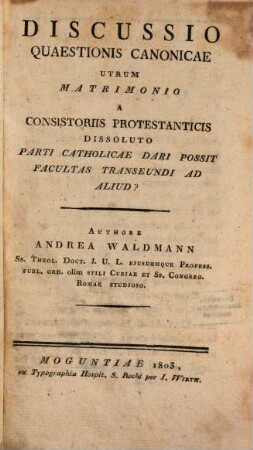 DISCUSSIO
QUAESTIONIS CANONICAE
UTRUM
MATRIMONIO
A
CONSISTORIIS PROTESTANTICIS
DISSOLUTO
PARTI CATHOLICAE DARI POSSIT
FACULTAS TRANSEUNDI AD
ALIUD?
AUTHORE
ANDREA WALDMANN
SS. THEOL. DOCT. J. U. L. EJUSDEMQUE PROFESS.
PUBL. ORD. olim STILI CURIAE ET SS. CONGREG.
ROMAE STUDIOSO.
MOGUNTIAE 1803,
ex Typographia Hospit. S. Rochi per J. WIRTH.